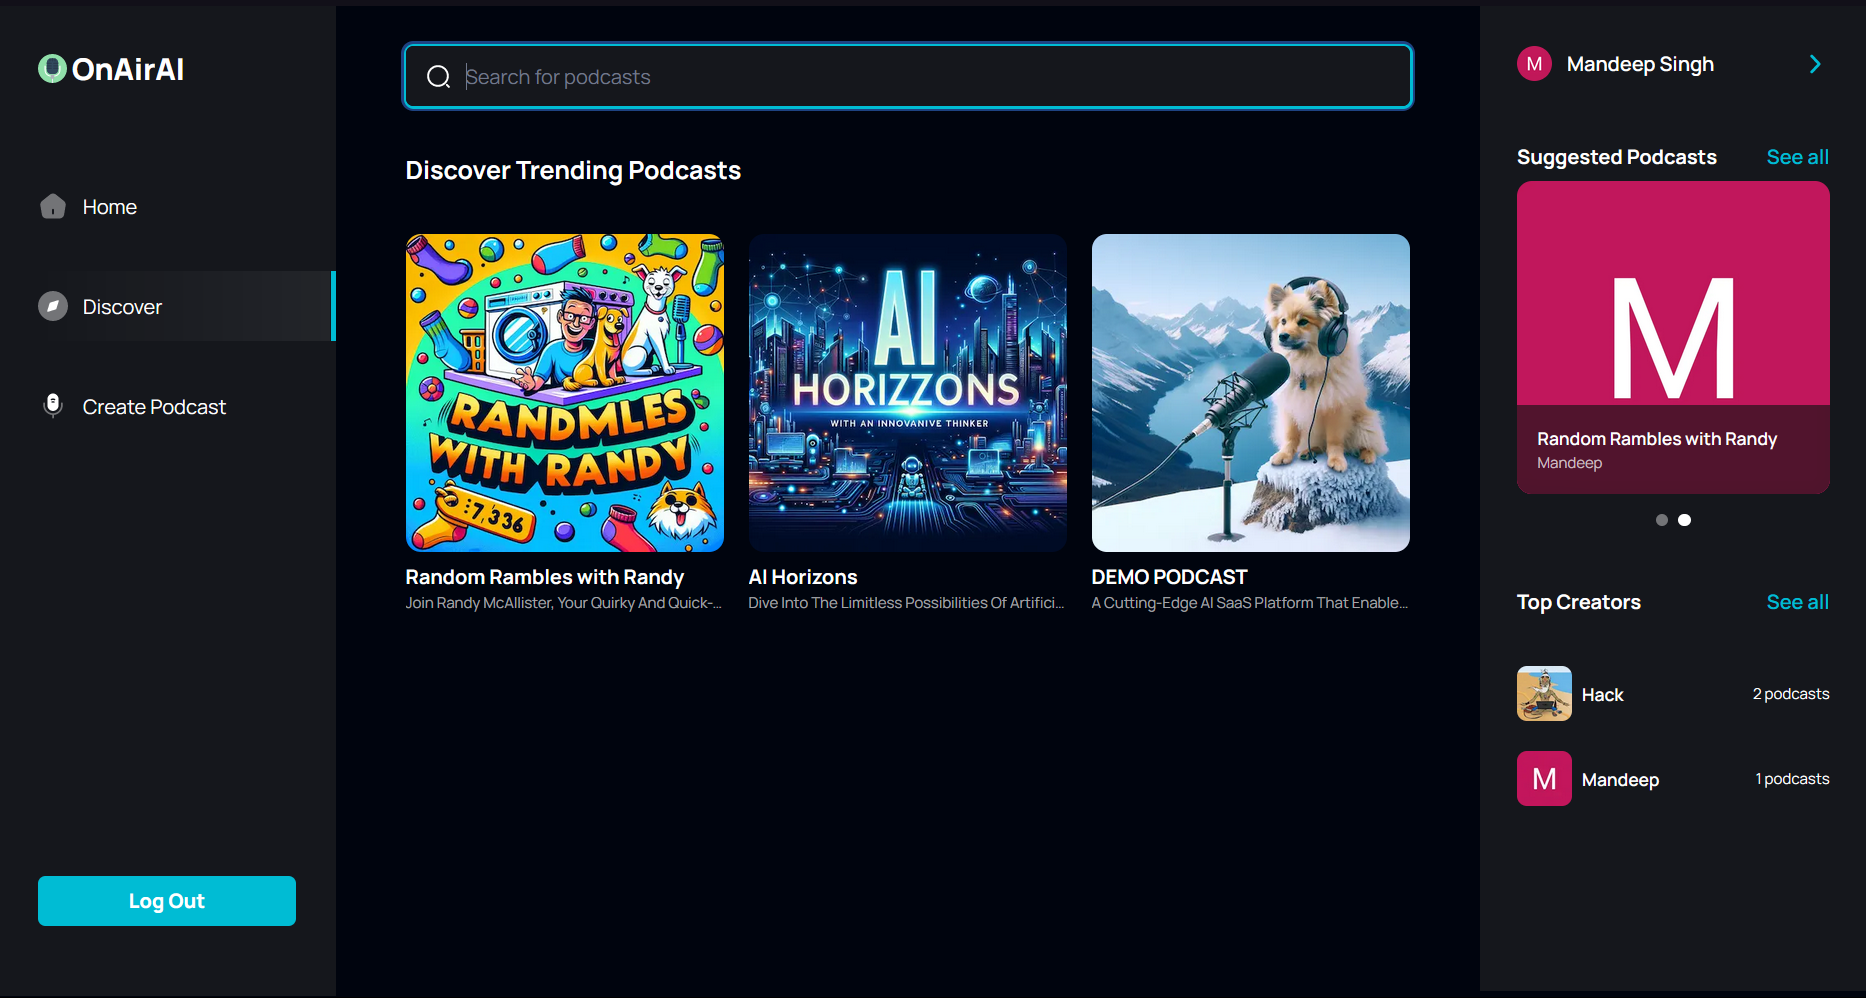 OnAirAI
Home
Discover
Create Podcast
Log Out
Search for podcasts
Discover Trending Podcasts
RANDMLES
WITH RANDY
:7,336
Random Rambles with Randy
Join Randy McAllister, Your Quirky And Quick-...
AI
HORIZZONS
WITH AN INNOVANIVE THINKER
AI Horizons
Dive Into The Limitless Possibilities Of Artifici...
DEMO PODCAST
A Cutting-Edge AI SaaS Platform That Enable...
M
Mandeep Singh
Suggested Podcasts
See all
M
Random Rambles with Randy
Mandeep
Top Creators
See all
Hack
2 podcasts
M
Mandeep
1 podcasts